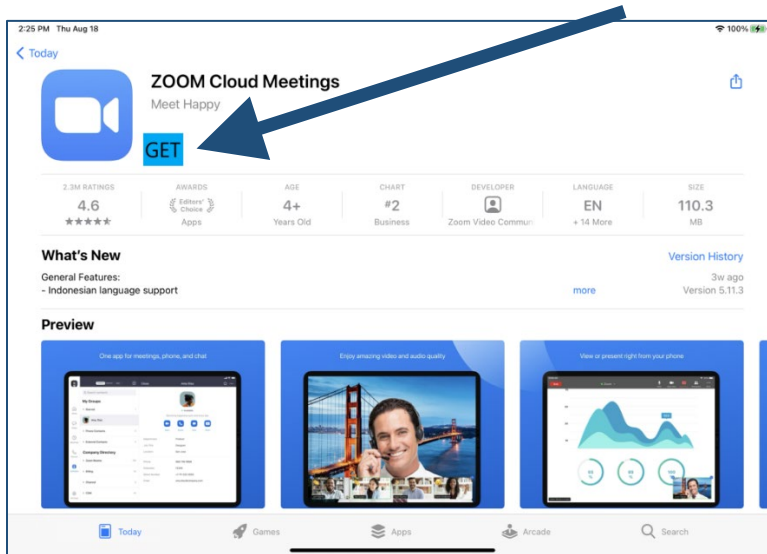 2:25 PM Thu Aug 18
100%
Today
ZOOM Cloud Meetings
Meet Happy
GET
2.3M RATINGS
AWARDS
AGE
CHART
DEVELOPER
LANGUAGE
SIZE
4.6
Editors' Choice
4+
#2
EN
110.3
Apps
Years Old
Business
Zoom Video Commun
+ 14 More
MB
What's New
Version History
General Features:
3w ago
- Indonesian language support
more
Version 5.11.3
Preview
One app for meetings, phone, and chat
Enjoy amazing video and audio quality
View or present right from your phone
My Groups
Company Directory
Today
Games
Apps
Arcade
Search